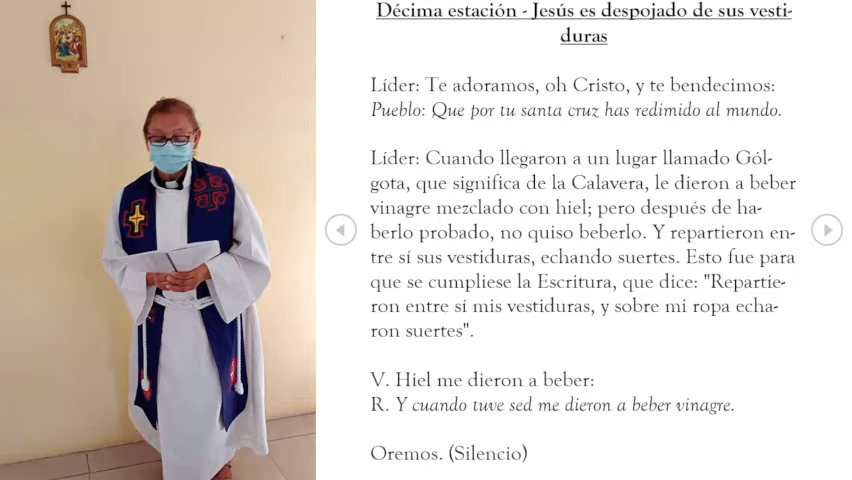 Décima estación - Jesús es despojado de sus vesti-
duras
Líder: Te adoramos, oh Cristo, y te bendecimos:
Pueblo: Que por tu santa cruz has redimido al mundo.
Líder: Cuando llegaron a un lugar llamado Gól-
gota, que significa de la Calavera, le dieron a beber
vinagre mezclado con hiel; pero después de ha-
berlo probado, no quiso beberlo. Y repartieron en-
tre sí sus vestiduras, echando suertes. Esto fue para
que se cumpliese la Escritura, que dice: "Repartie-
ron entre sí mis vestiduras, y sobre mi ropa echa-
ron suertes".
V. Hiel me dieron a beber:
R. Y cuando tuve sed me dieron a beber vinagre.
Oremos. (Silencio)